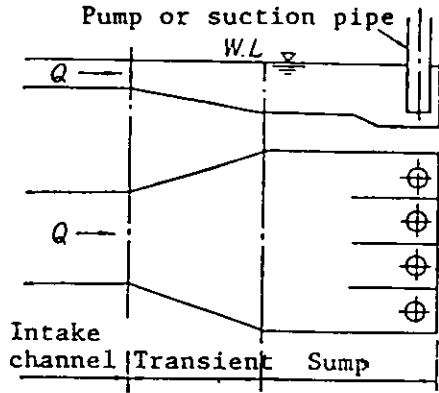 Pump or suction pipe
W.L
Q
Q
Intake
channel Transient Sump